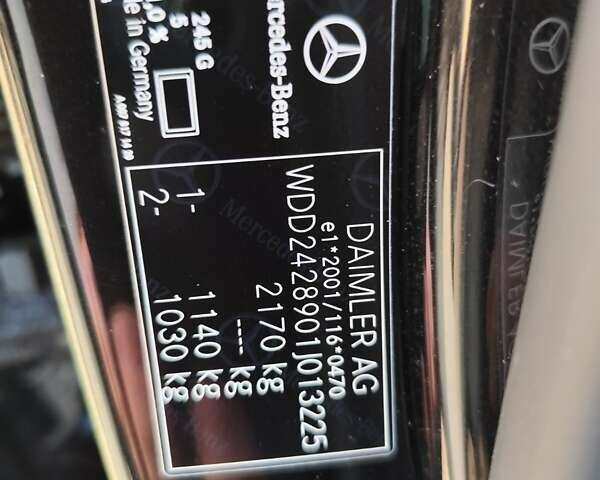 DAIMLER AG
e1*2001/116*0470
WDD2428901J013225
2170 kg
--- kg
1- 1140 kg
2- 1030 kg
Mercedes-Benz
245 G
5
in Germany